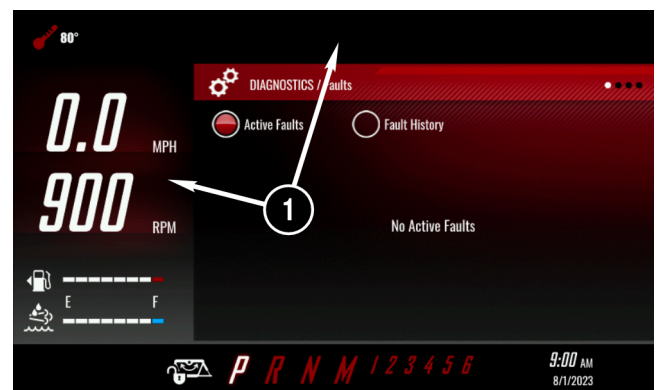 80°
DIAGNOSTICS / Faults
0.0 MPH
Active Faults
Fault History
900 RPM
1
No Active Faults
E F
P R N M 1 2 3 4 5 6
9:00 AM
8/1/2023